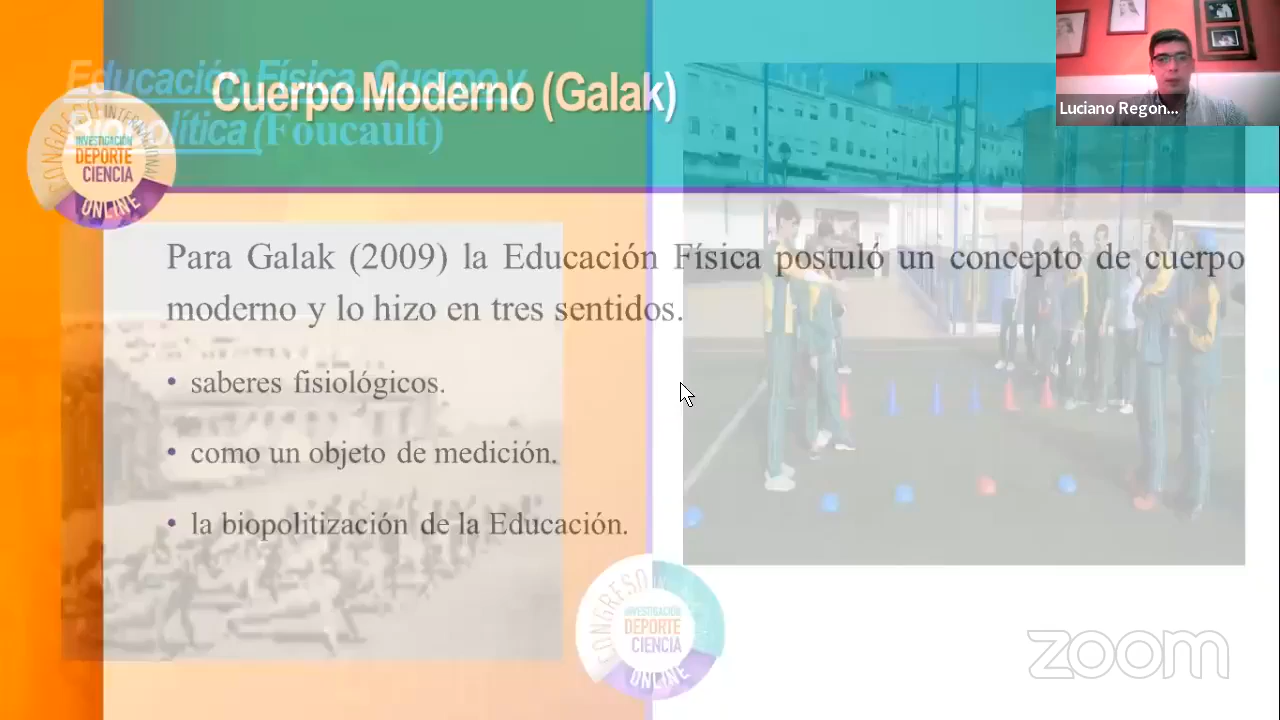 Educación Física, Cuerpo y
Biopolítica (Foucault)
Cuerpo Moderno (Galak)
CONGRESO INTERNACIONAL
INVESTIGACIÓN
DEPORTE
CIENCIA
ONLINE
Luciano Regon...
Para Galak (2009) la Educación Física postuló un concepto de cuerpo
moderno y lo hizo en tres sentidos.
• saberes fisiológicos.
• como un objeto de medición.
• la biopolitización de la Educación.
CONGRESO IN
INVESTIGACIÓN
DEPORTE
CIENCIA
ONLINE
zoom